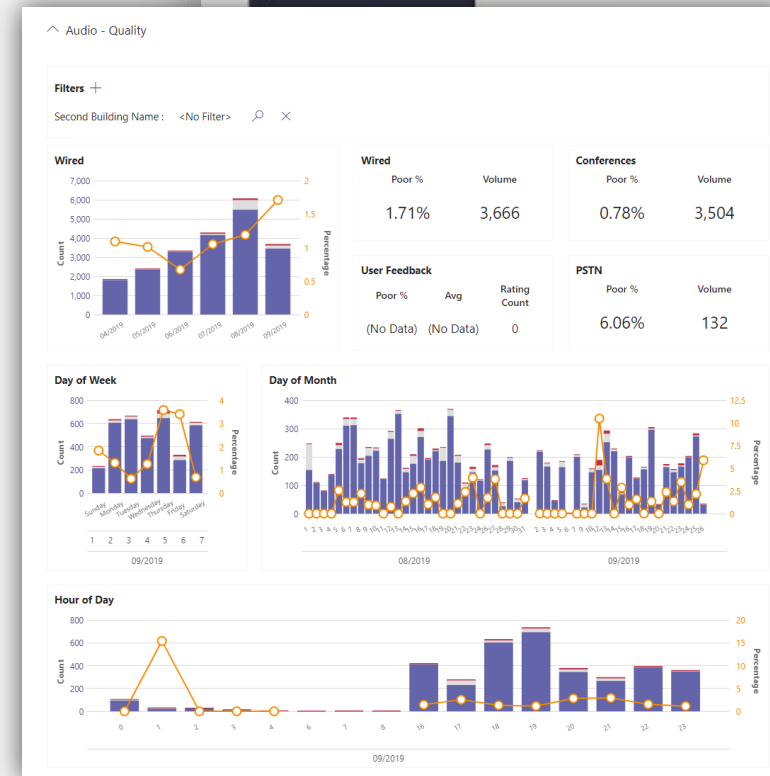 Audio - Quality
Filters +
Second Building Name : <No Filter>
Wired
7,000
6,000
5,000
4,000
3,000
2,000
1,000
0
Count
2
1.5
1
0.5
0
Percentage
04/2019 05/2019 06/2019 07/2019 08/2019 09/2019
Wired
Poor % Volume
1.71% 3,666
Conferences
Poor % Volume
0.78% 3,504
User Feedback
Poor % Avg Rating Count
(No Data) (No Data) 0
PSTN
Poor % Volume
6.06% 132
Day of Week
800
600
400
200
0
Count
4
3
2
1
0
Percentage
Sunday Monday Tuesday Wednesday Thursday Friday Saturday
1 2 3 4 5 6 7
09/2019
Day of Month
400
300
200
100
0
Count
12.5
10
7.5
5
2.5
0
Percentage
08/2019 09/2019
Hour of Day
800
600
400
200
0
Count
20
15
10
5
0
Percentage
0 1 2 3 4 6 7 8 16 17 18 19 20 21 22 23
09/2019